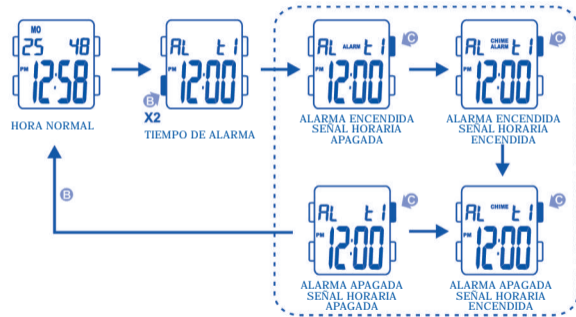 MO
25 48
PM 12:58
HORA NORMAL
AL t1
12:00
B
X2
TIEMPO DE ALARMA
AL ALARM t1
C
PM 12:00
ALARMA ENCENDIDA
SEÑAL HORARIA
APAGADA
AL CHIME ALARM t1
C
PM 12:00
ALARMA ENCENDIDA
SEÑAL HORARIA
ENCENDIDA
B
AL t1
C
PM 12:00
ALARMA APAGADA
SEÑAL HORARIA
APAGADA
AL CHIME t1
C
PM 12:00
ALARMA APAGADA
SEÑAL HORARIA
ENCENDIDA